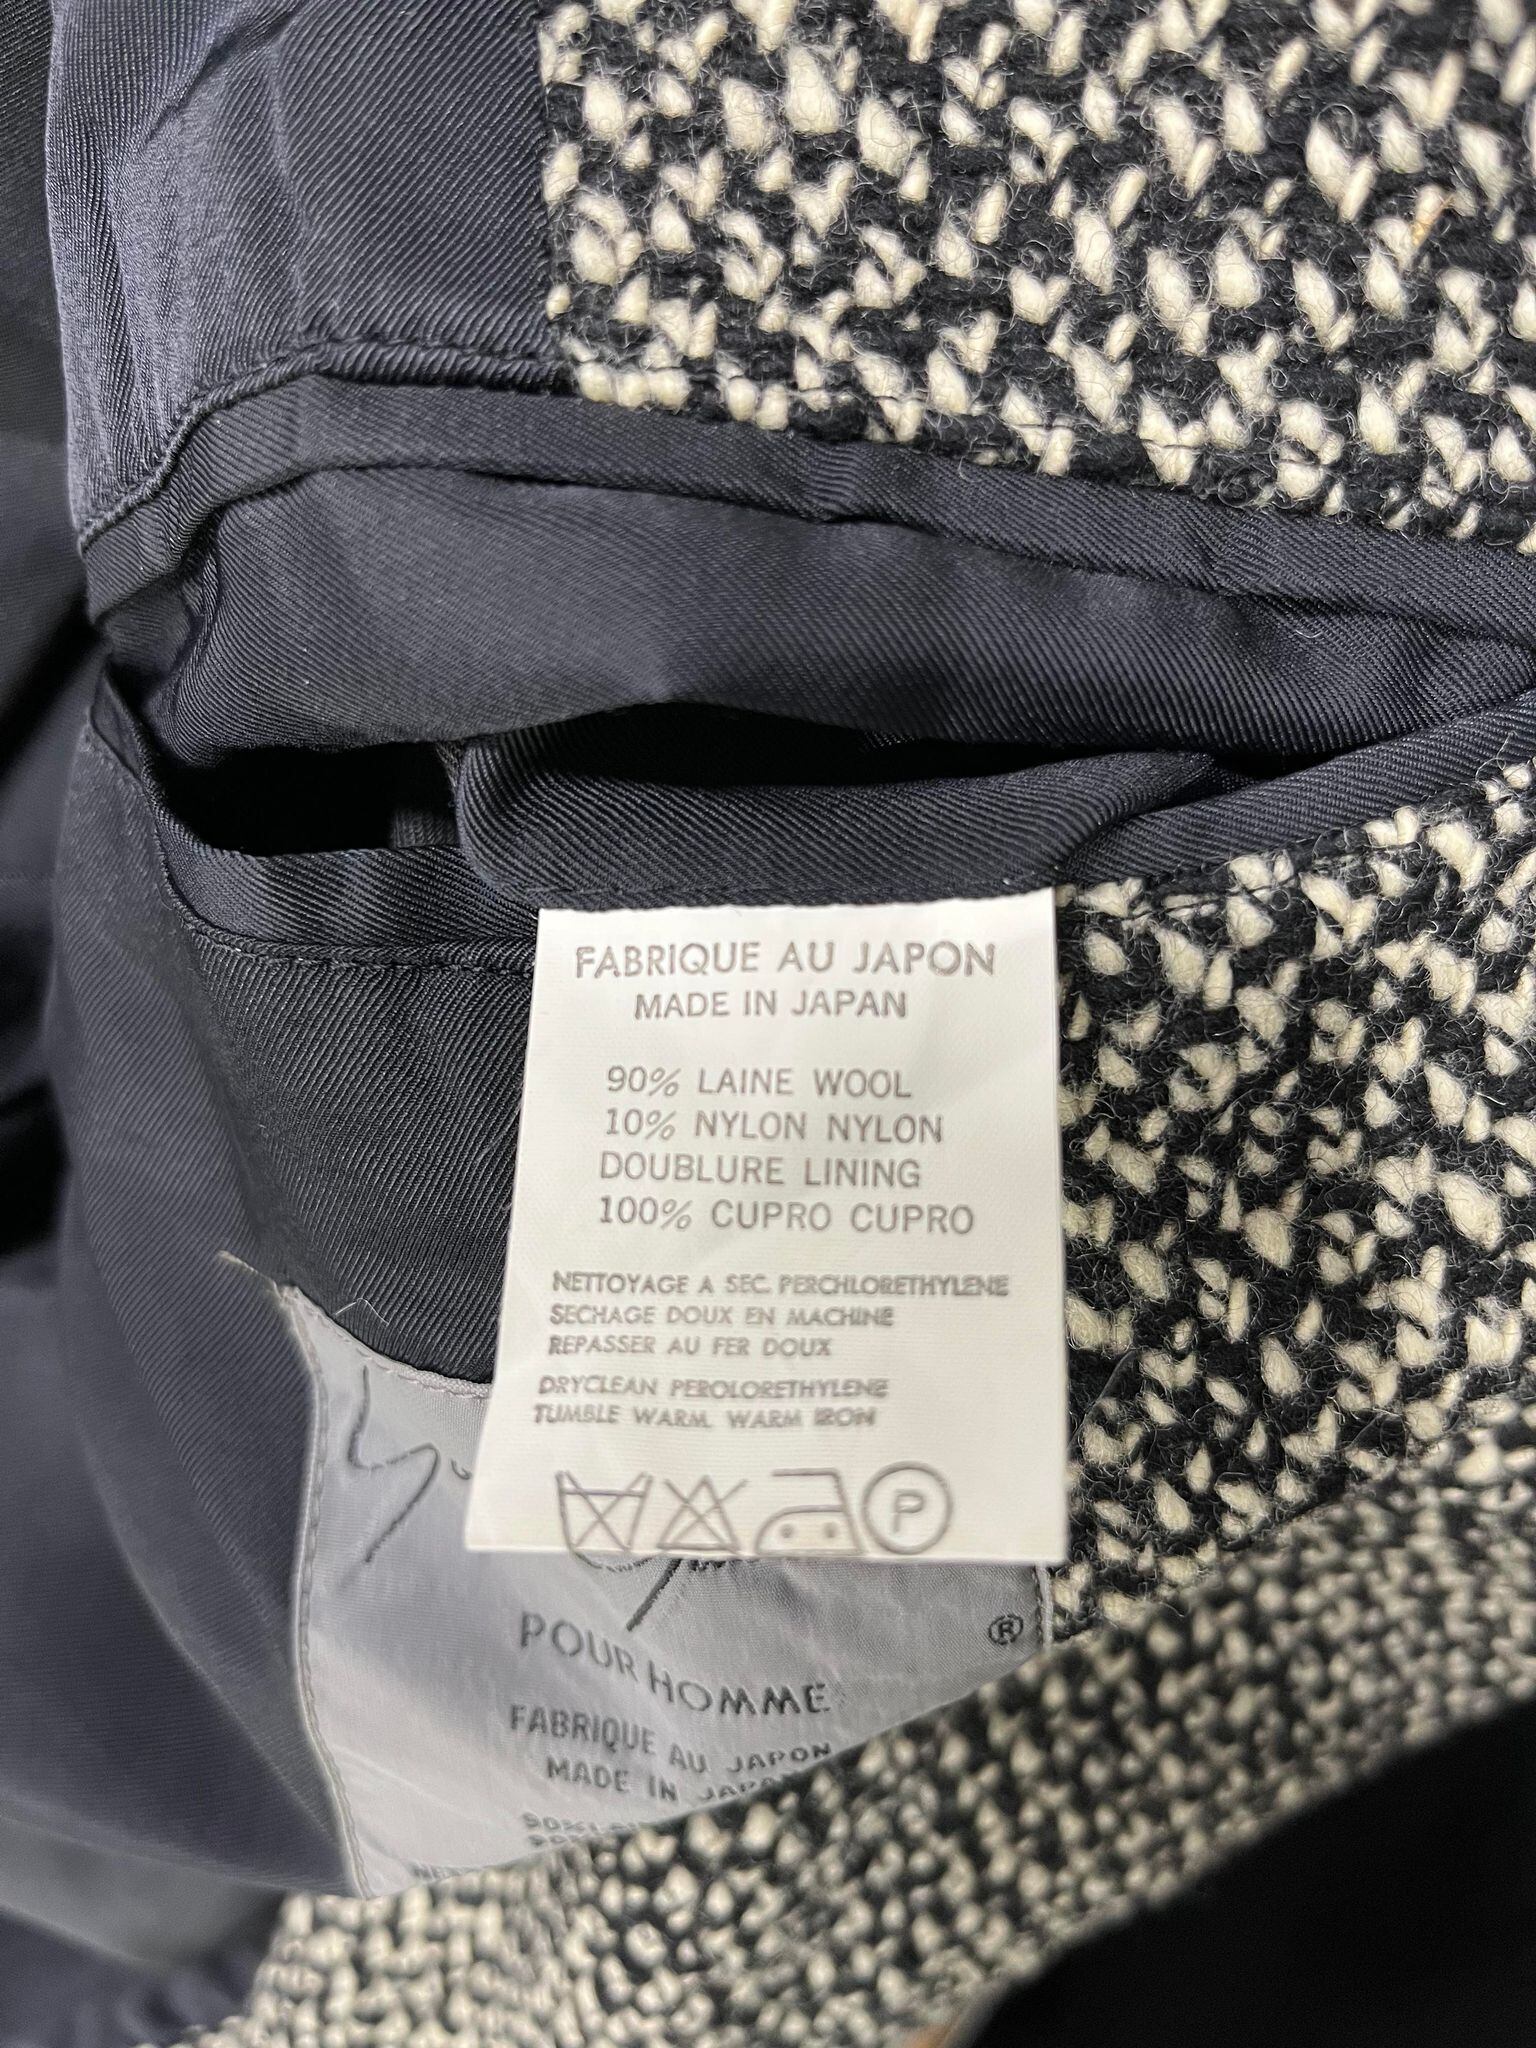 FABRIQUE AU JAPON
MADE IN JAPAN
90% LAINE WOOL
10% NYLON NYLON
DOUBLURE LINING
100% CUPRO CUPRO
NETTOYAGE A SEC. PERCHLORETHYLENE
SECHAGE DOUX EN MACHINE
REPASSER AU FER DOUX
DRYCLEAN PEROLORETHYLENE
TUMBLE WARM. WARM IRON
P
®
POUR HOMME
FABRIQUE AU JAPON
MADE IN